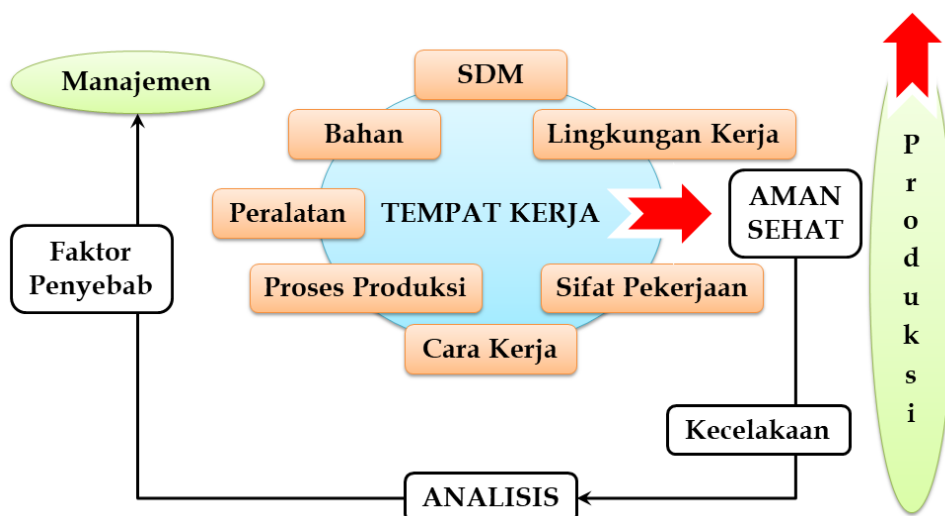 Manajemen
SDM
Bahan
Lingkungan Kerja
Peralatan
TEMPAT KERJA
AMAN
SEHAT
Faktor
Penyebab
Proses Produksi
Sifat Pekerjaan
Cara Kerja
Kecelakaan
ANALISIS
Produksi